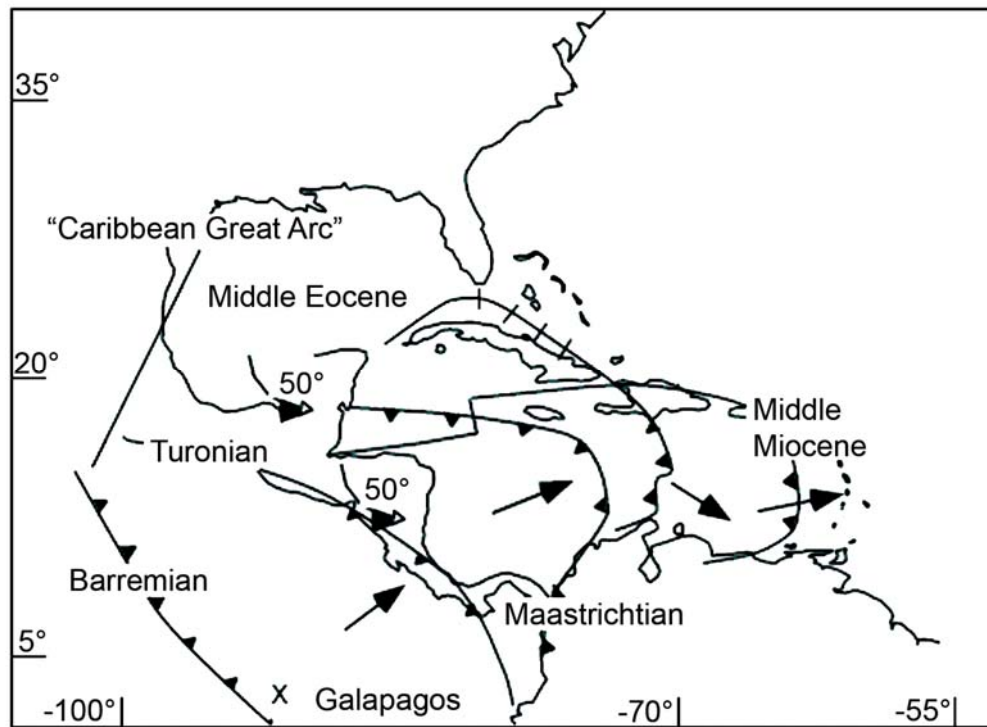 35°
“Caribbean Great Arc”
Middle Eocene
20°
50°
Middle
Miocene
Turonian
50°
Barremian
Maastrichtian
5°
X
Galapagos
-100°
-70°
-55°